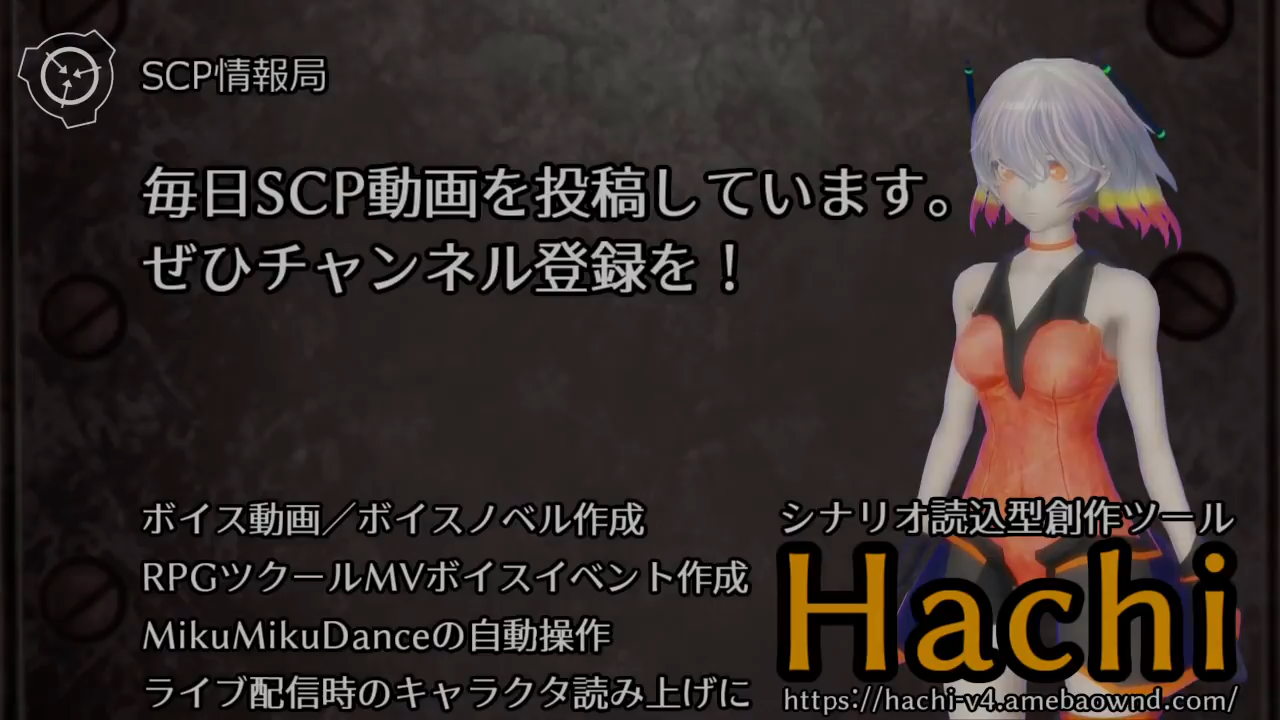 SCP情報局
毎日SCP動画を投稿しています。
ぜひチャンネル登録を！
ボイス動画／ボイスノベル作成
RPGツクールMVボイスイベント作成
MikuMikuDanceの自動操作
ライブ配信時のキャラクタ読み上げに
シナリオ読込型創作ツール
Hachi
https://hachi-v4.amebaownd.com/